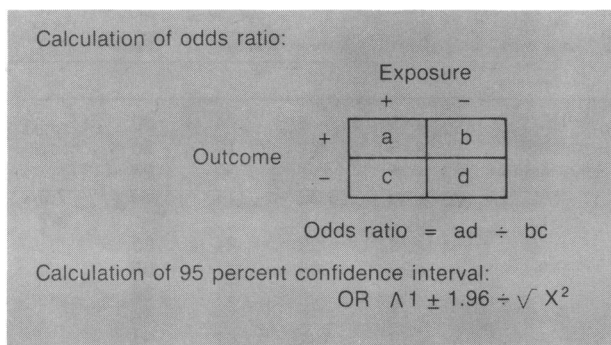 Calculation of odds ratio:
Exposure
+ −
+ a b
Outcome
− c d
Odds ratio = ad ÷ bc
Calculation of 95 percent confidence interval:
OR Λ 1 ± 1.96 ÷ √ X²